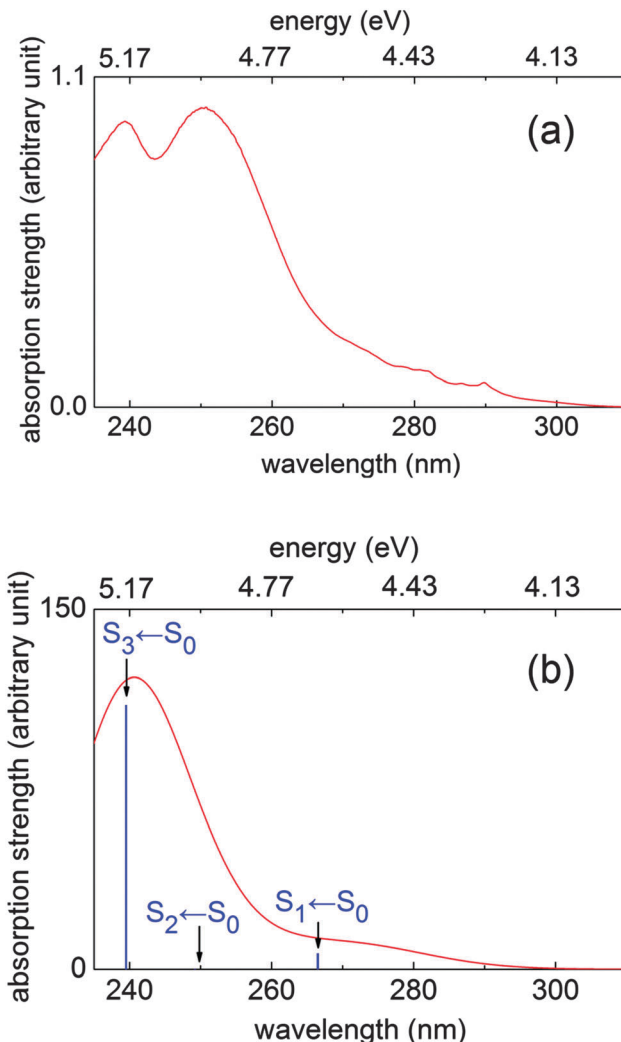 energy (eV)
5.17 4.77 4.43 4.13
1.1
(a)
absorption strength (arbitrary unit)
0.0
240 260 280 300
wavelength (nm)
energy (eV)
5.17 4.77 4.43 4.13
150
S₃←S₀
(b)
absorption strength (arbitrary unit)
S₂←S₀ S₁←S₀
0
240 260 280 300
wavelength (nm)